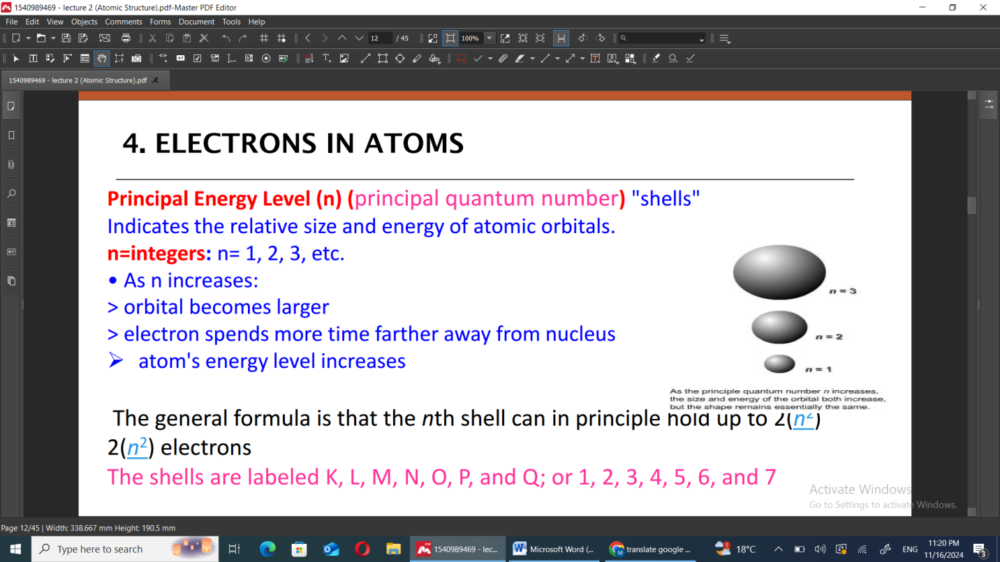 1540989469 - lecture 2 (Atomic Structure).pdf-Master PDF Editor
File Edit View Objects Comments Forms Document Tools Help
12 / 45 100%
1540989469 - lecture 2 (Atomic Structure).pdf
4. ELECTRONS IN ATOMS
Principal Energy Level (n) (principal quantum number) "shells"
Indicates the relative size and energy of atomic orbitals.
n=integers: n= 1, 2, 3, etc.
• As n increases:
> orbital becomes larger
> electron spends more time farther away from nucleus
➢ atom's energy level increases
n = 3
n = 2
n = 1
As the principle quantum number n increases,
the size and energy of the orbital both increase,
but the shape remains essentially the same.
The general formula is that the nth shell can in principle hold up to 2(n²)
2(n²) electrons
The shells are labeled K, L, M, N, O, P, and Q; or 1, 2, 3, 4, 5, 6, and 7
Activate Windows
Go to Settings to activate Windows.
Page 12/45 | Width: 338.667 mm Height: 190.5 mm
Type here to search
1540989469 - lec...
Microsoft Word (...
translate google ...
1
18°C
ENG
11:20 PM
11/16/2024
3